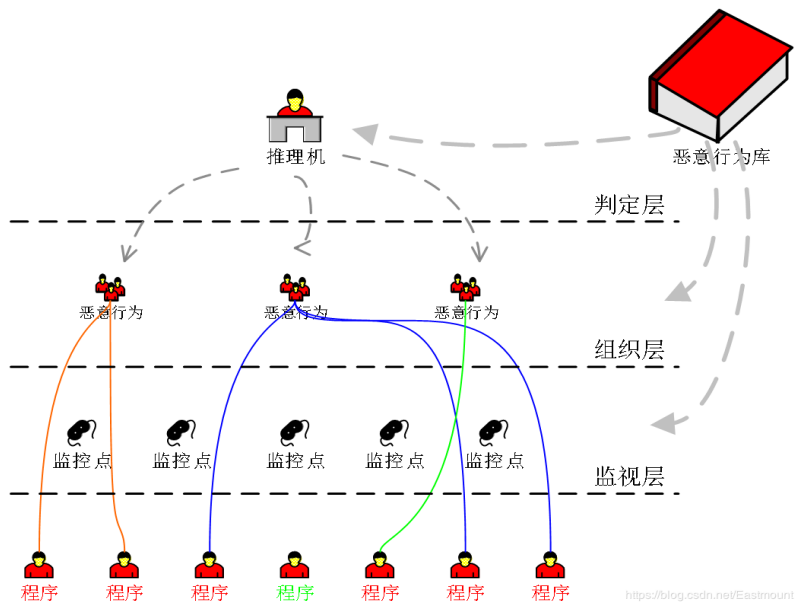 推理机
恶意行为库
判定层
恶意行为
恶意行为
恶意行为
组织层
监控点
监控点
监控点
监控点
监控点
监视层
程序
程序
程序
程序
程序
程序
程序
https://blog.csdn.net/Eastmount